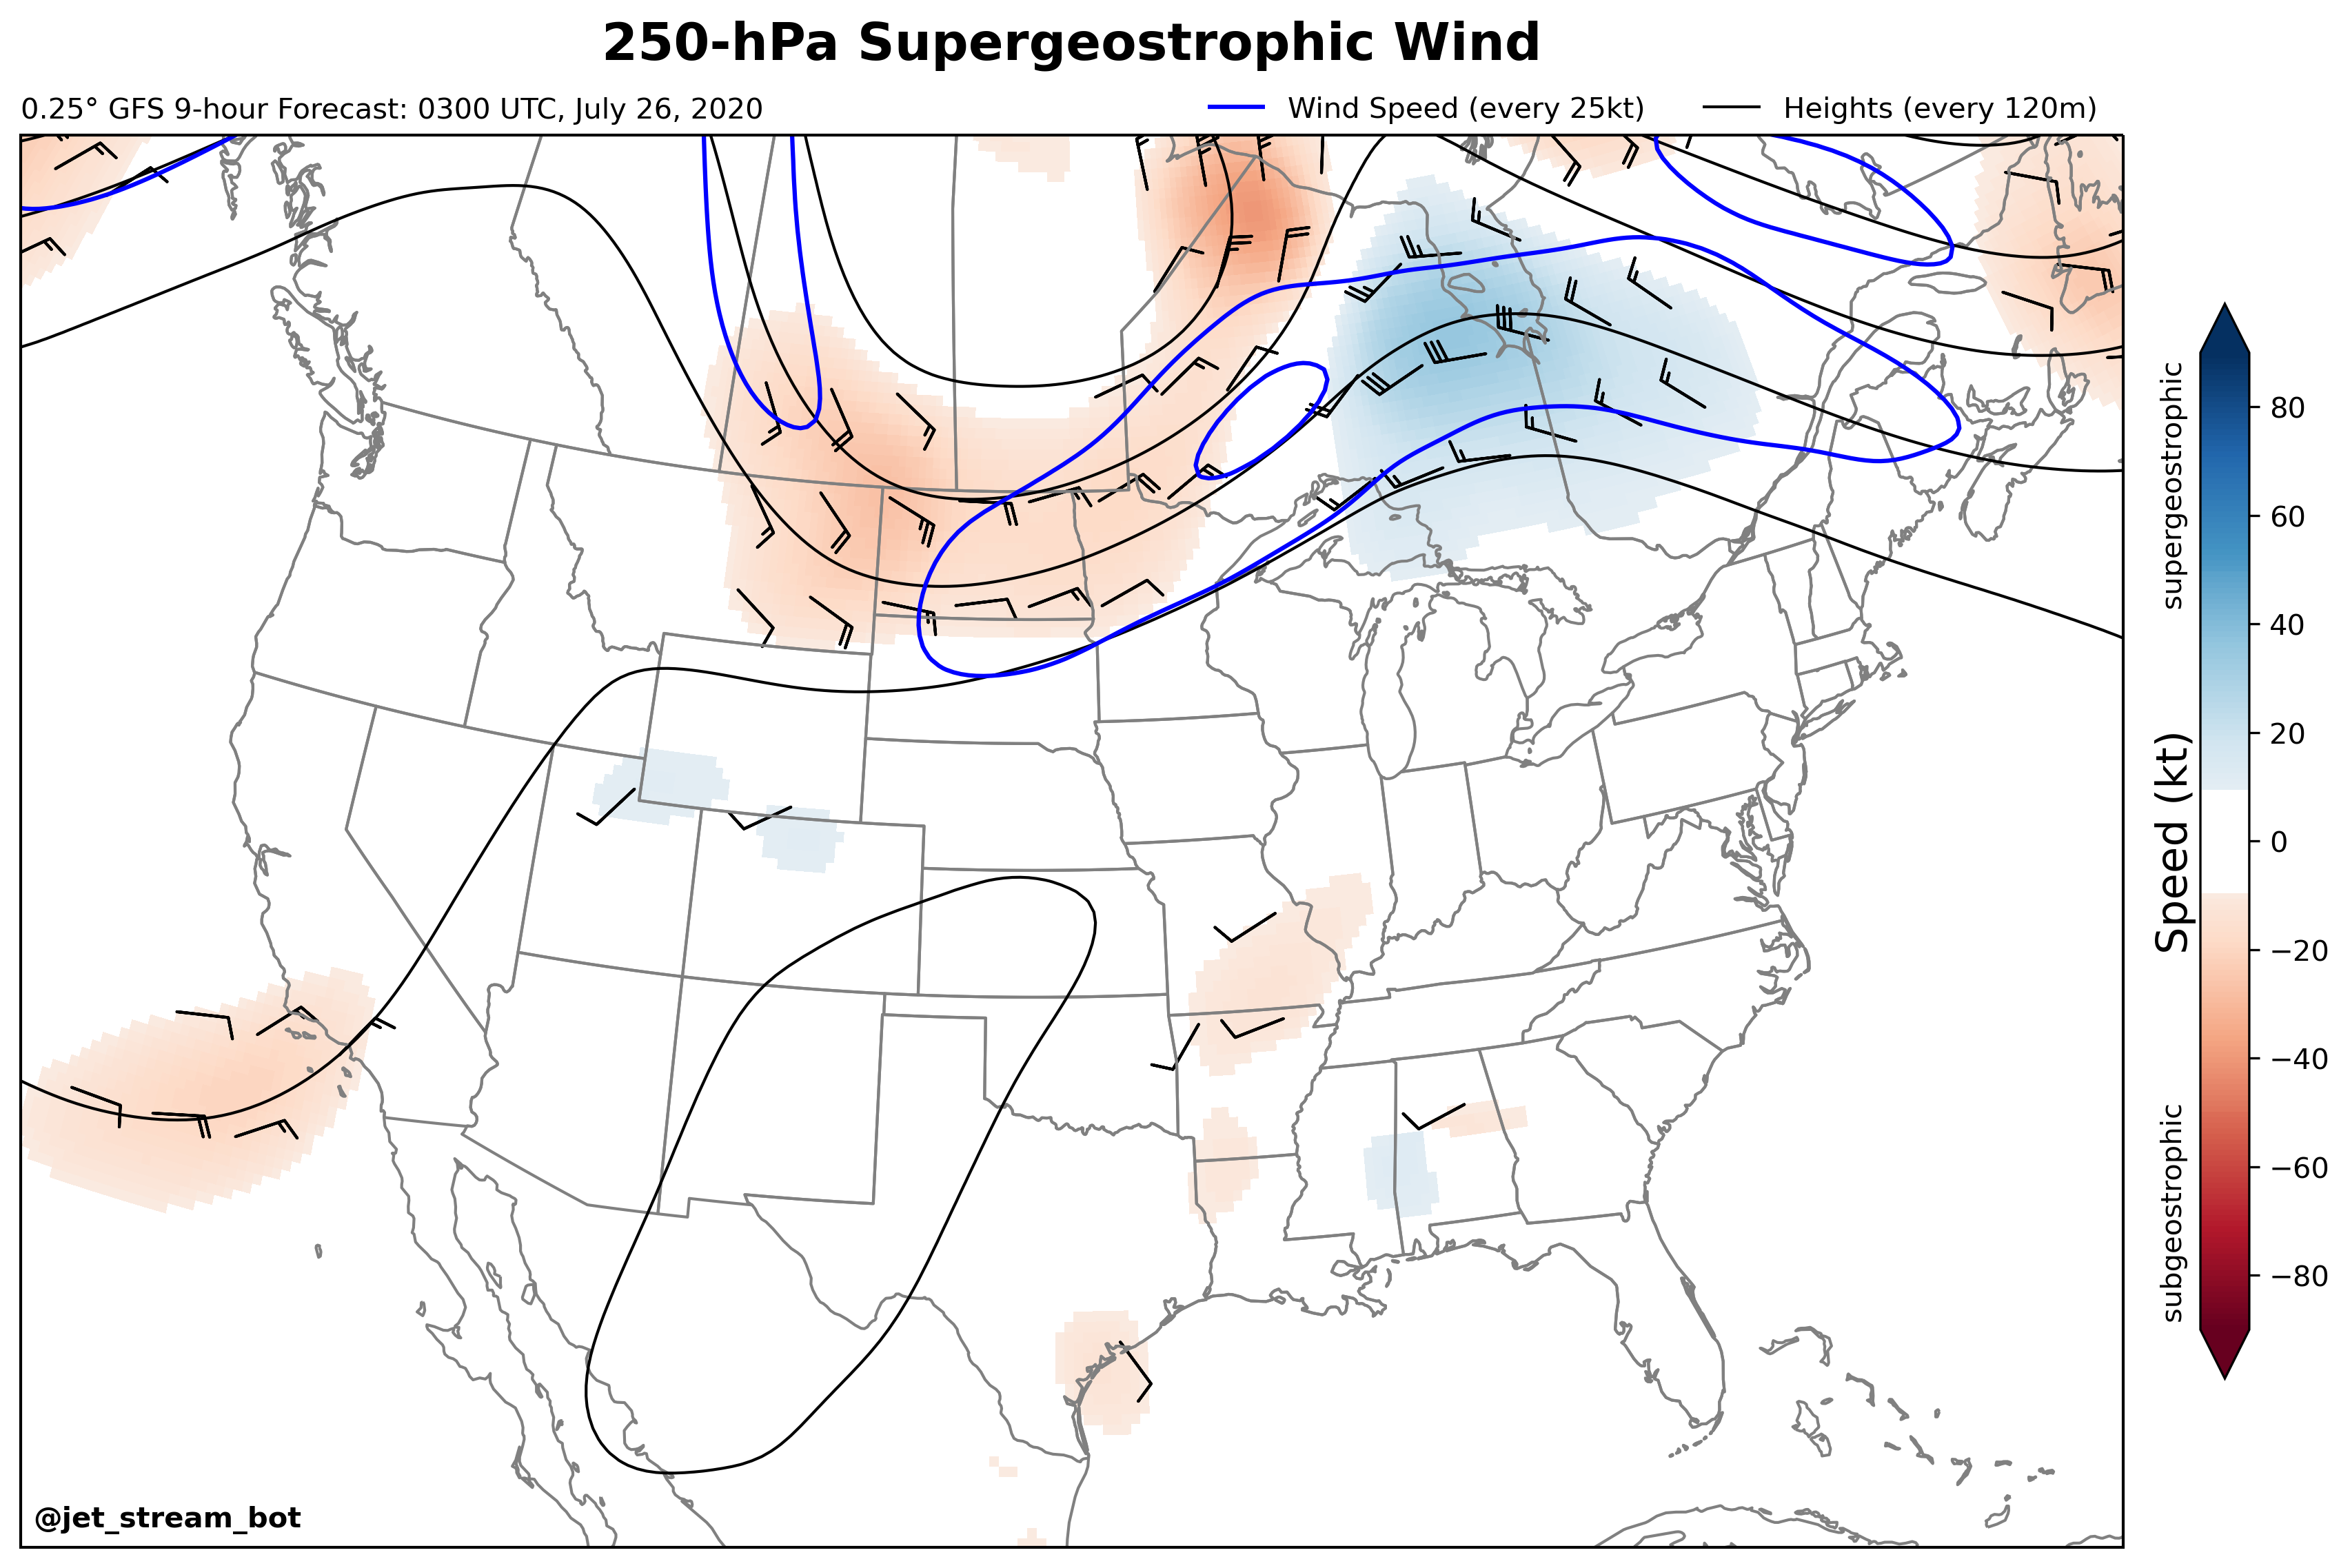 250-hPa Supergeostrophic Wind
0.25° GFS 9-hour Forecast: 0300 UTC, July 26, 2020
Wind Speed (every 25kt)
Heights (every 120m)
supergeostrophic
Speed (kt)
subgeostrophic
80
60
40
20
0
−20
−40
−60
−80
@jet_stream_bot